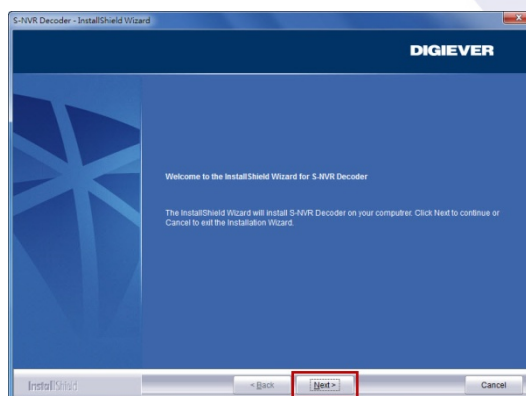 S-NVR Decoder - InstallShield Wizard
DIGIEVER
Welcome to the InstallShield Wizard for S-NVR Decoder
The InstallShield Wizard will install S-NVR Decoder on your computrer. Click Next to continue or
Cancel to exit the Installation Wizard.
InstallShield
< Back
Next >
Cancel